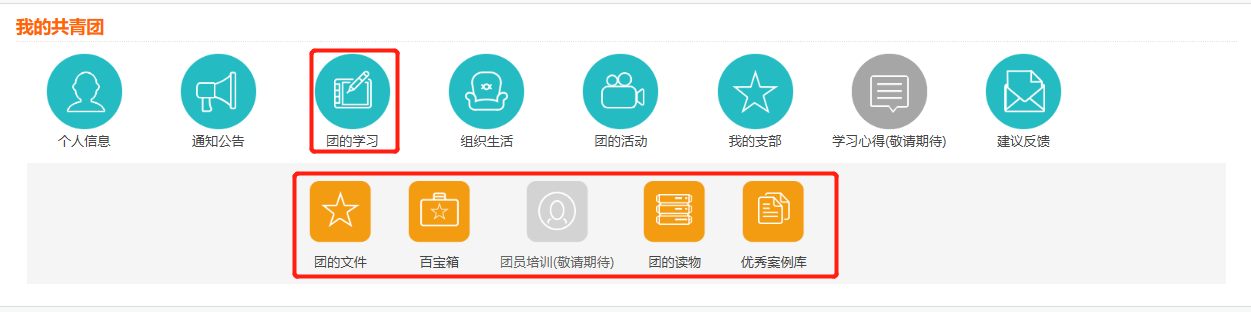 我的共青团
个人信息 通知公告 团的学习 组织生活 团的活动 我的支部 学习心得(敬请期待) 建议反馈
团的文件 百宝箱 团员培训(敬请期待) 团的读物 优秀案例库